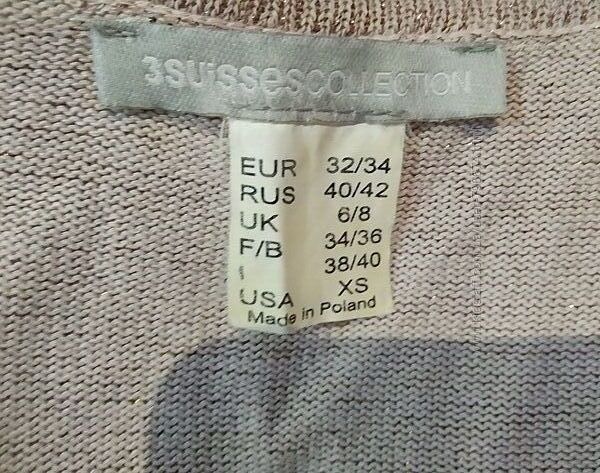 3SUISSESCOLLECTION
EUR 32/34
RUS 40/42
UK 6/8
F/B 34/36
I 38/40
USA XS
Made in Poland